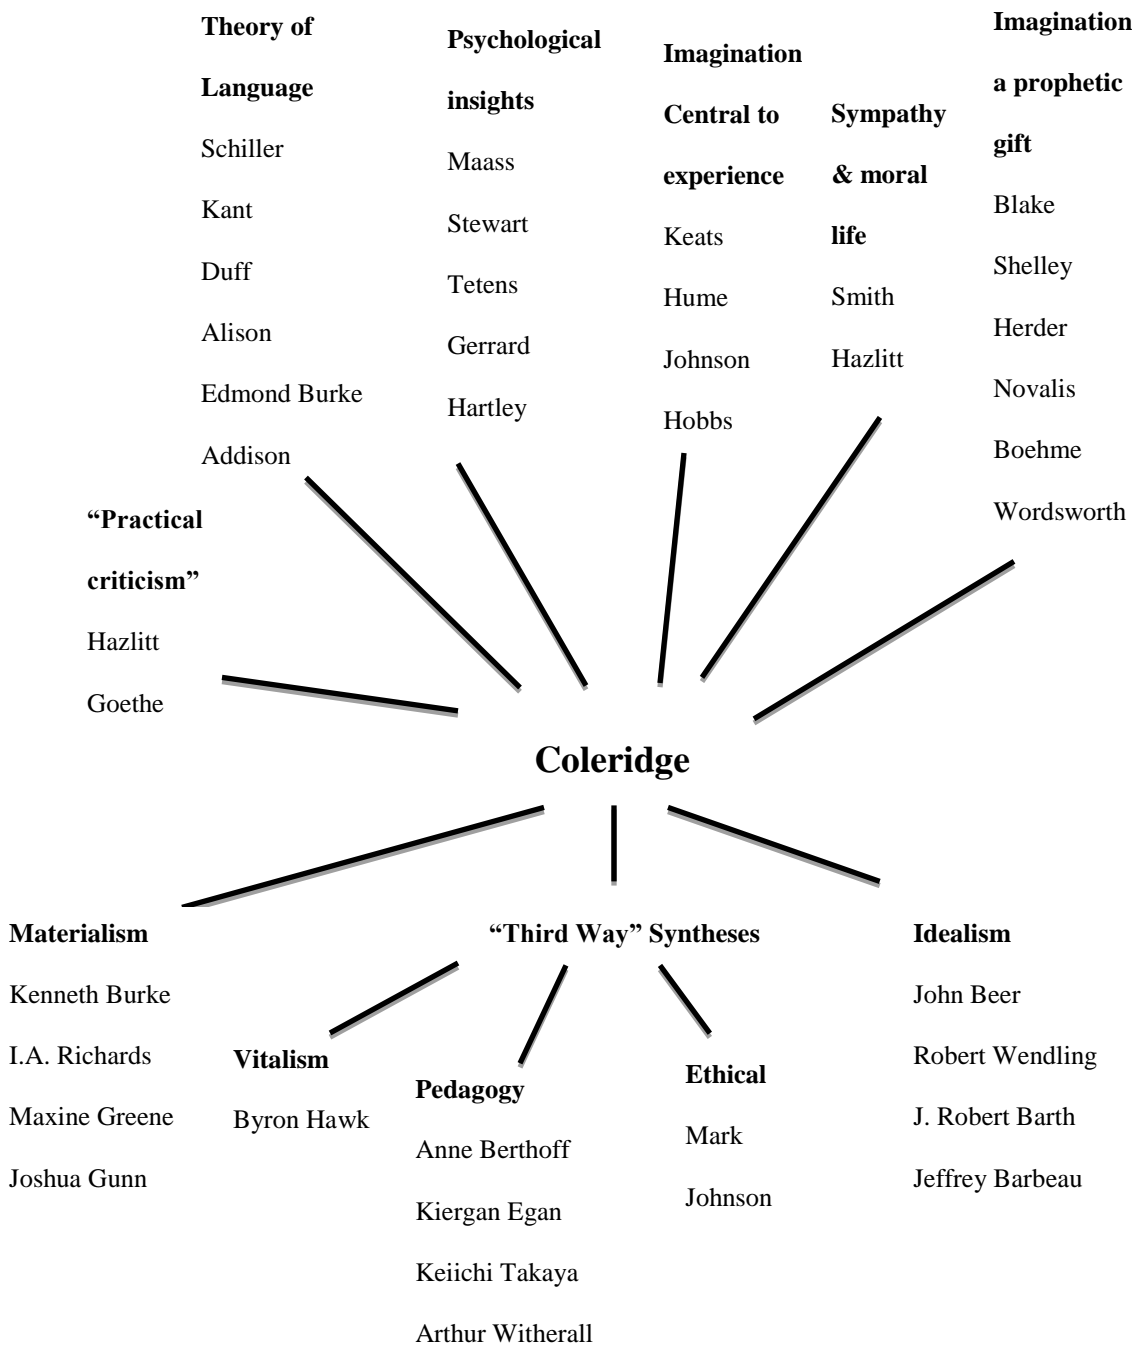 Theory of
Language
Schiller
Kant
Duff
Alison
Edmond Burke
Addison
Psychological
insights
Maass
Stewart
Tetens
Gerrard
Hartley
Imagination
Central to
experience
Keats
Hume
Johnson
Hobbs
Sympathy
& moral
life
Smith
Hazlitt
Imagination
a prophetic
gift
Blake
Shelley
Herder
Novalis
Boehme
Wordsworth
“Practical
criticism”
Hazlitt
Goethe
Coleridge
Materialism
Kenneth Burke
I.A. Richards
Maxine Greene
Joshua Gunn
“Third Way” Syntheses
Vitalism
Byron Hawk
Pedagogy
Anne Berthoff
Kiergan Egan
Keiichi Takaya
Arthur Witherall
Ethical
Mark
Johnson
Idealism
John Beer
Robert Wendling
J. Robert Barth
Jeffrey Barbeau